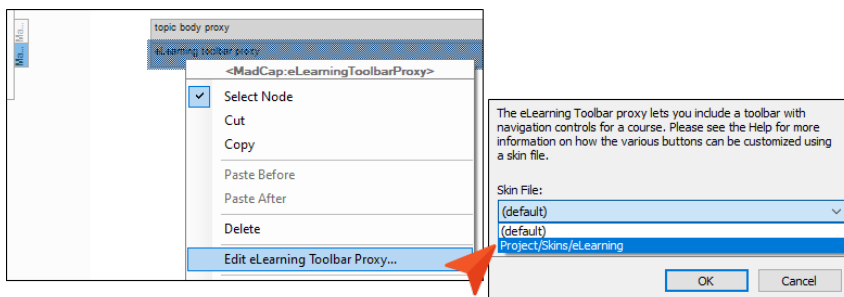 Ma...
Ma...
topic body proxy
eLearning toolbar proxy
<MadCap:eLearningToolbarProxy>
Select Node
Cut
Copy
Paste Before
Paste After
Delete
Edit eLearning Toolbar Proxy...
The eLearning Toolbar proxy lets you include a toolbar with
navigation controls for a course. Please see the Help for more
information on how the various buttons can be customized using
a skin file.
Skin File:
(default)
(default)
Project/Skins/eLearning
OK
Cancel